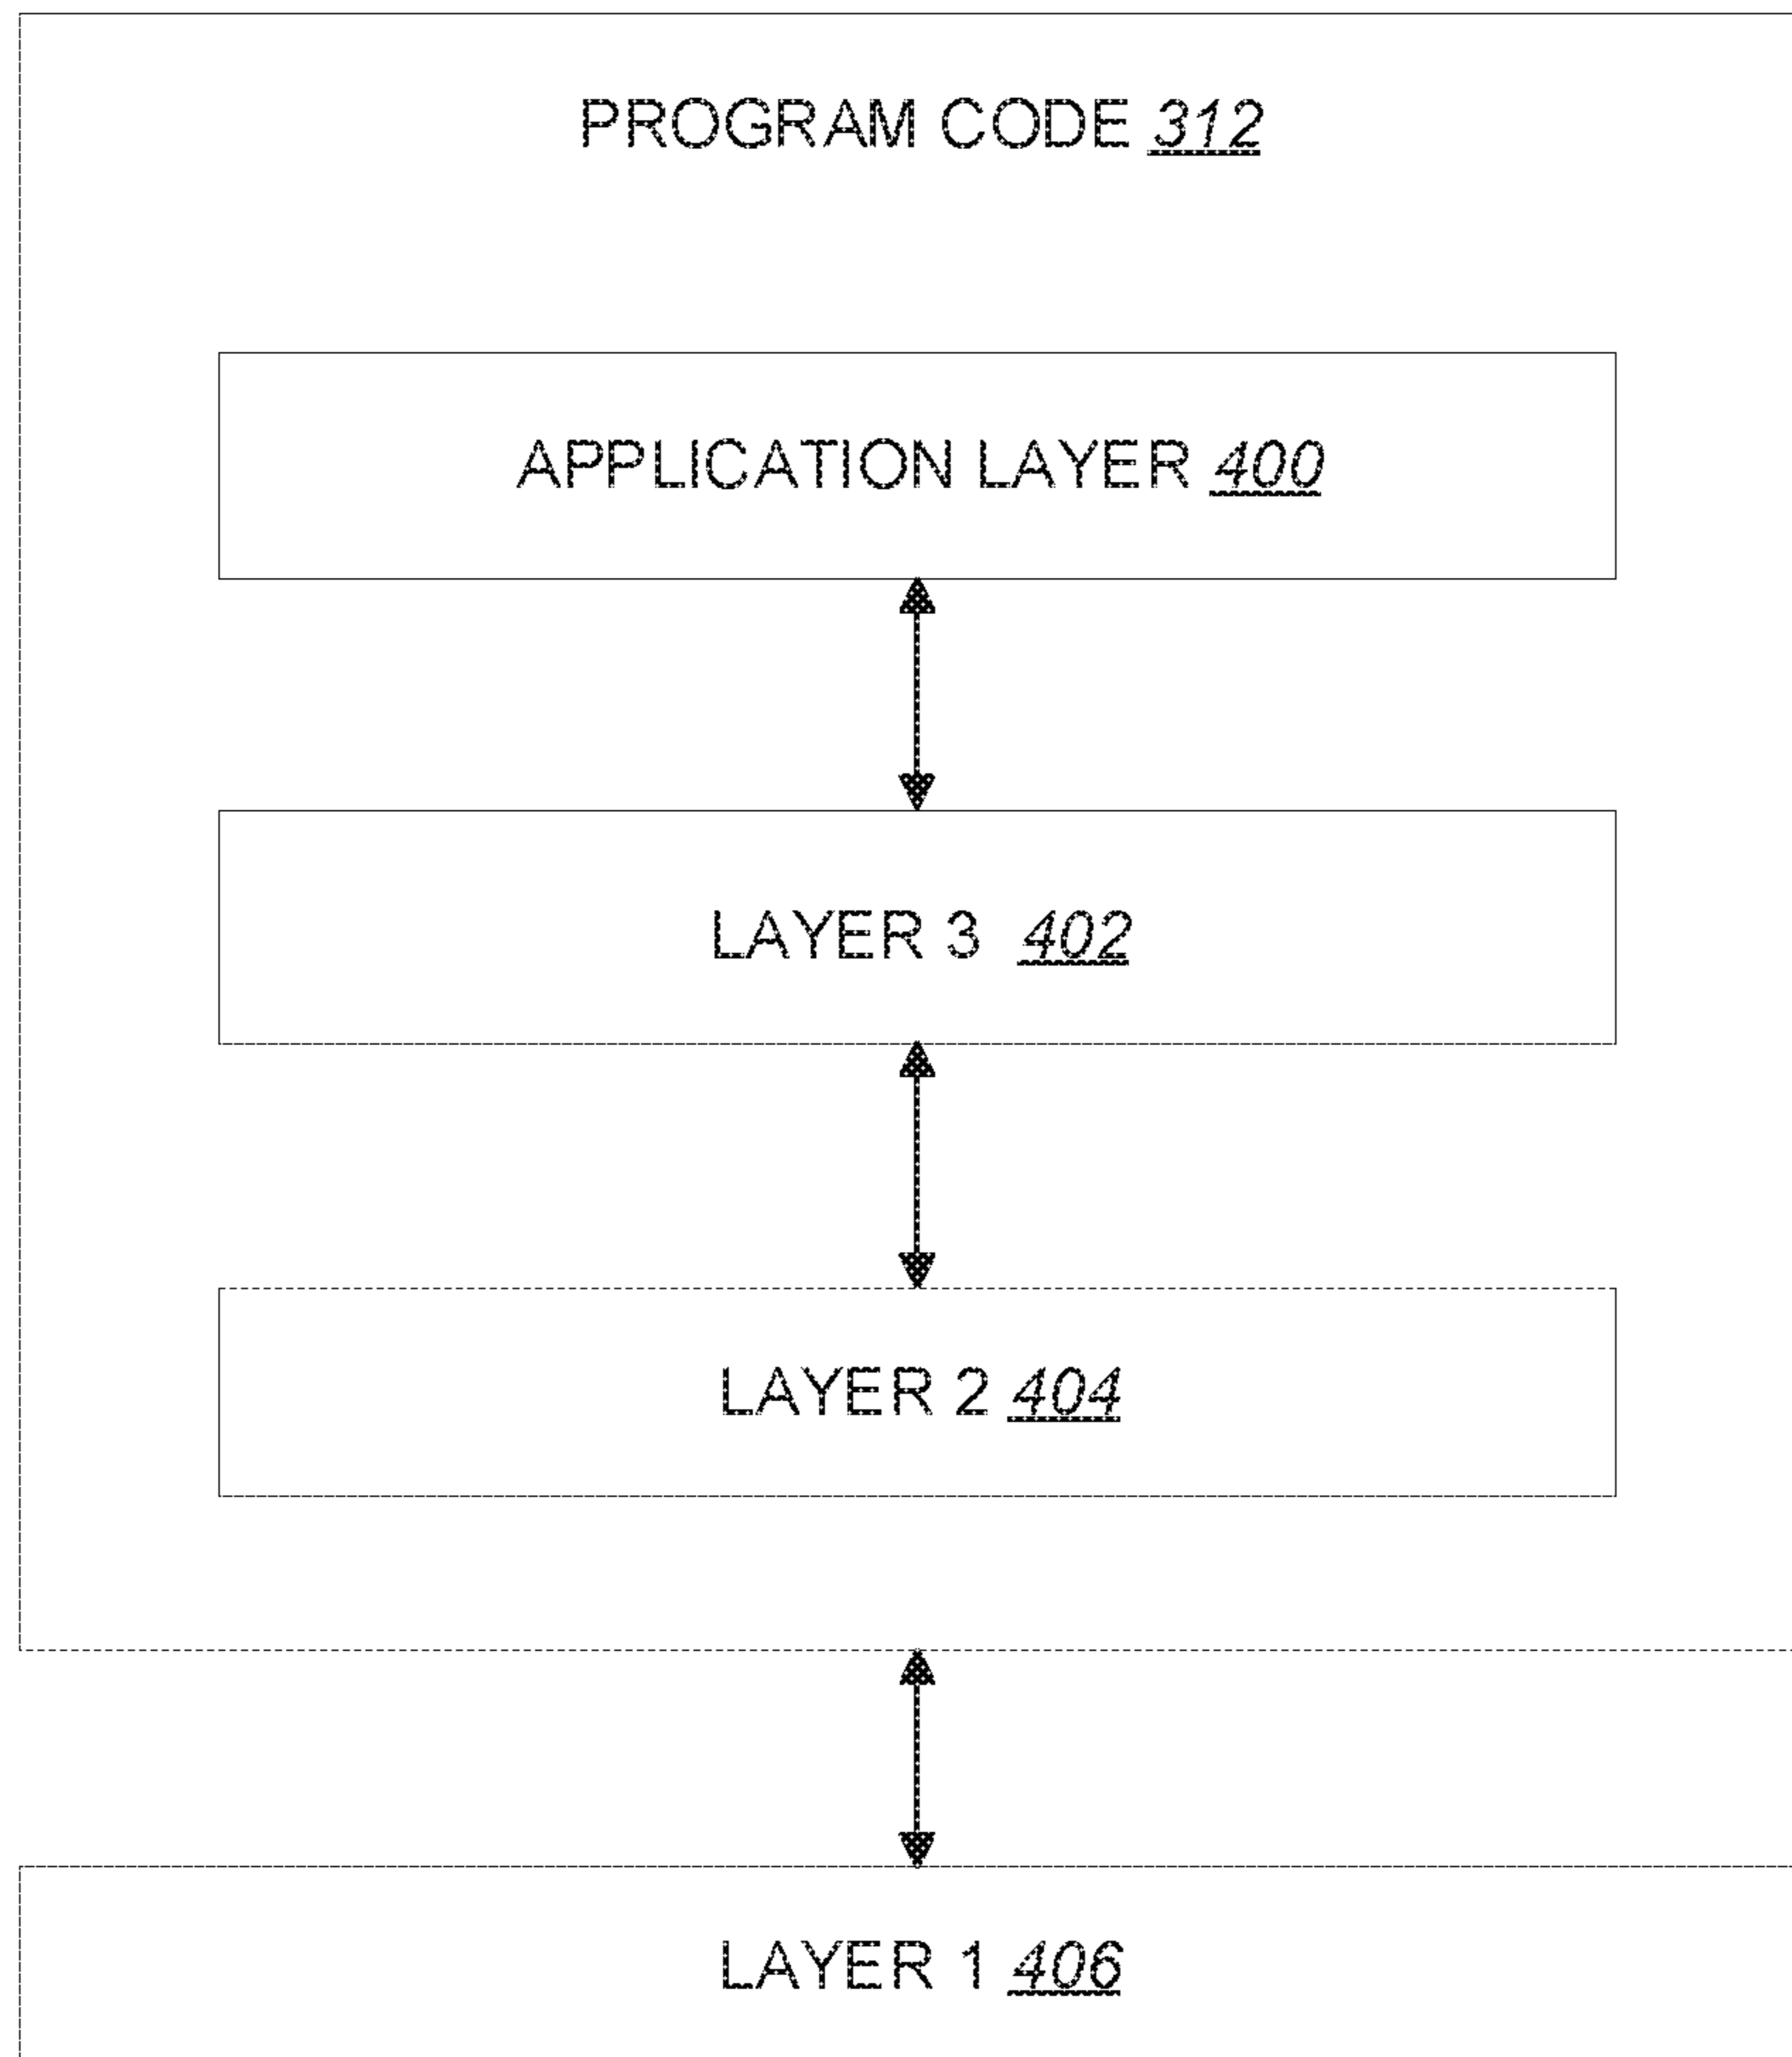 PROGRAM CODE 312
APPLICATION LAYER 400
LAYER 3 402
LAYER 2 404
LAYER 1 406